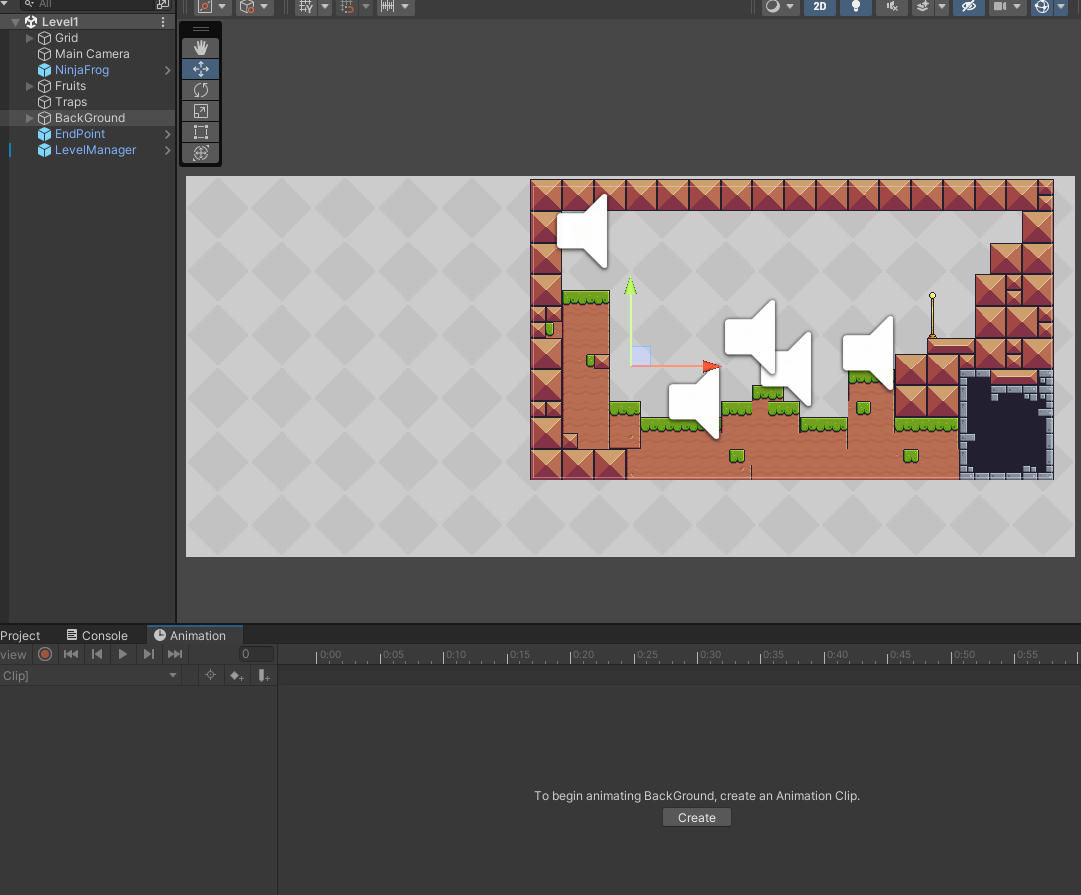 All
2D
Level1
Grid
Main Camera
NinjaFrog
Fruits
Traps
BackGround
EndPoint
LevelManager
Project
Console
Animation
view
0
0:00
0:05
0:10
0:15
0:20
0:25
0:30
0:35
0:40
0:45
0:50
0:55
Clip]
To begin animating BackGround, create an Animation Clip.
Create